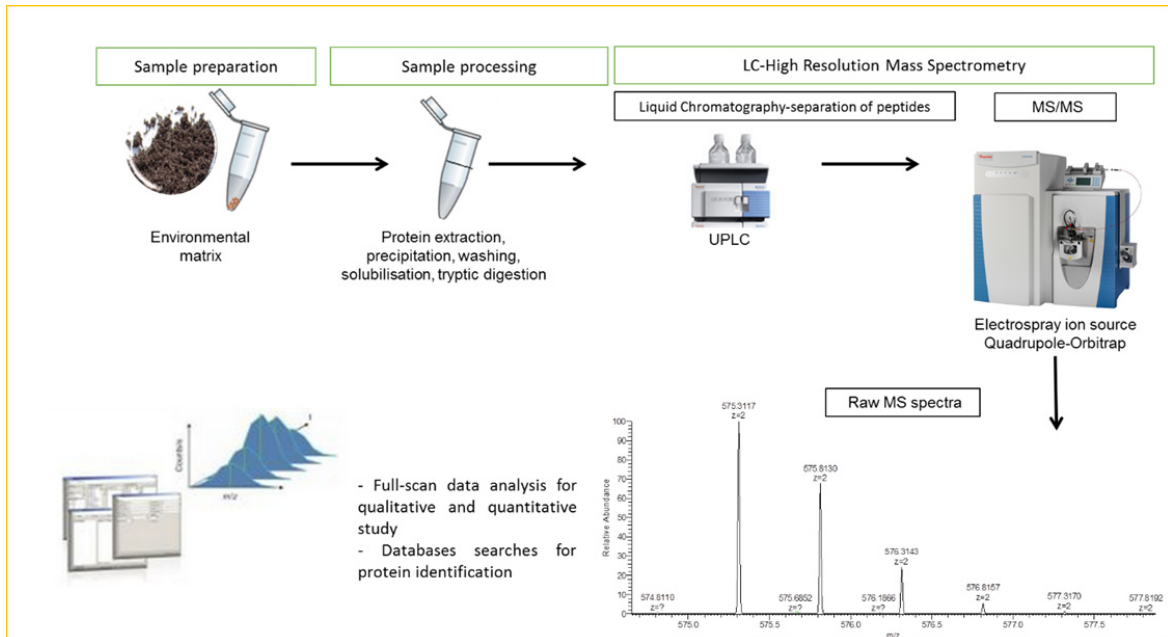 Sample preparation
Sample processing
LC-High Resolution Mass Spectrometry
Liquid Chromatography-separation of peptides
MS/MS
Environmental
matrix
Protein extraction,
precipitation, washing,
solubilisation, tryptic digestion
UPLC
Electrospray ion source
Quadrupole-Orbitrap
Raw MS spectra
Counts/s
m/z
t
- Full-scan data analysis for
qualitative and quantitative
study
- Databases searches for
protein identification
Relative Abundance
100
90
80
70
60
50
40
30
20
10
0
575.3117
z=2
575.8130
z=2
576.3143
z=2
574.8110
z=?
575.6852
z=?
576.1866
z=?
576.8157
z=2
577.3170
z=2
577.8192
z=2
575.0
575.5
576.0
576.5
577.0
577.5
m/z